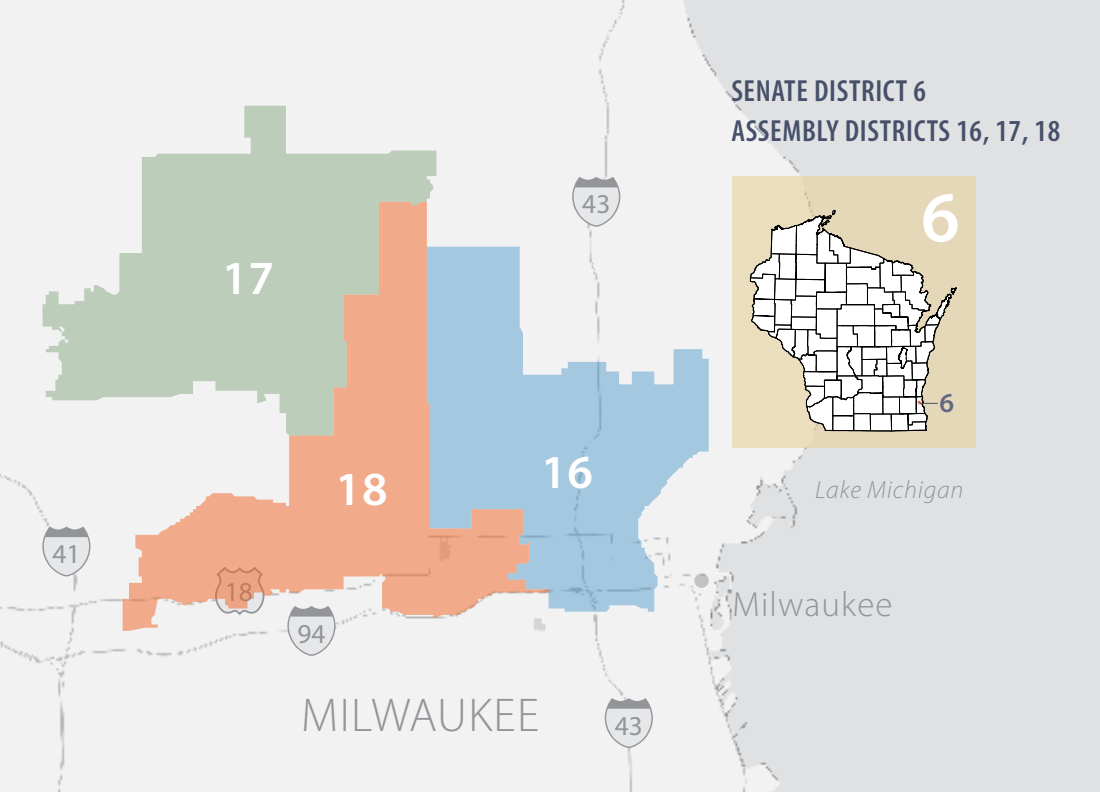 SENATE DISTRICT 6
ASSEMBLY DISTRICTS 16, 17, 18
43
6
17
6
18
16
Lake Michigan
41
18
Milwaukee
94
MILWAUKEE
43